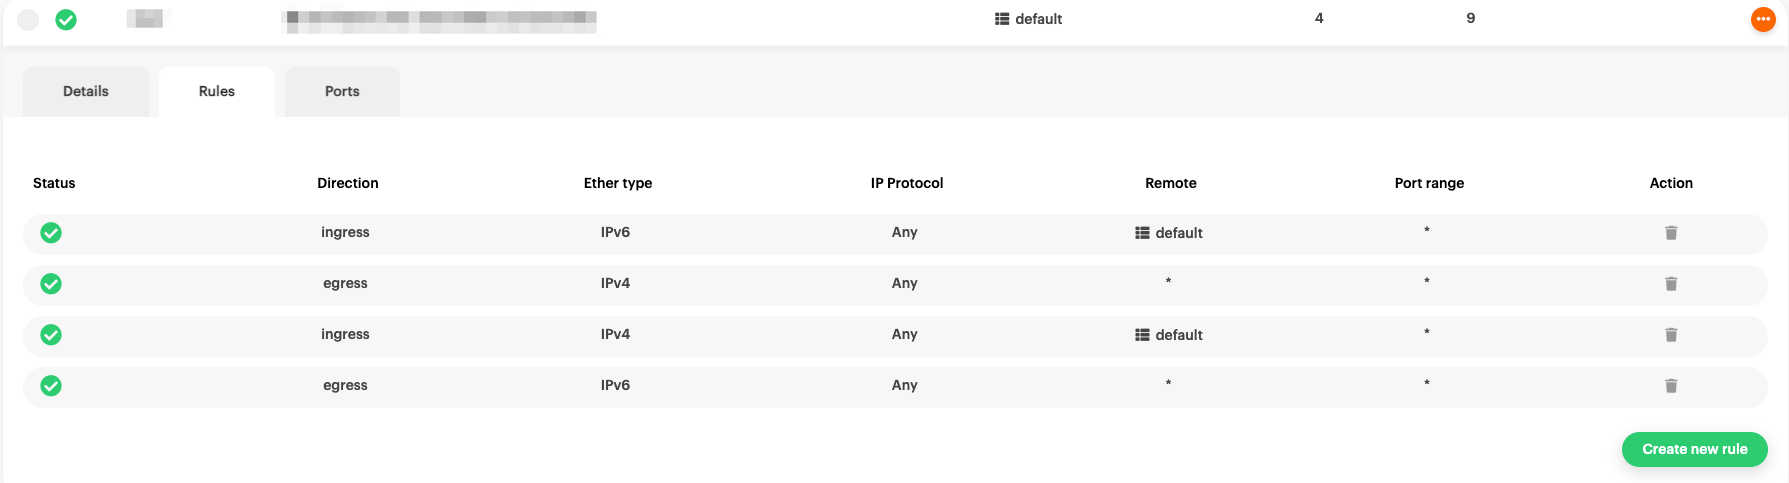 default 4 9
Details Rules Ports
Status Direction Ether type IP Protocol Remote Port range Action
ingress IPv6 Any default *
egress IPv4 Any * *
ingress IPv4 Any default *
egress IPv6 Any * *
Create new rule